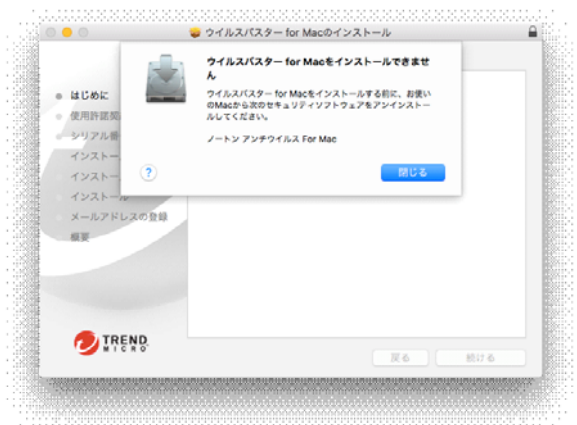 ウイルスバスター for Macのインストール
ウイルスバスター for Macをインストールできませ
ん
ウイルスバスター for Macをインストールする前に、お使い
のMacから次のセキュリティソフトウェアをアンインストー
ルしてください。
ノートン アンチウイルス For Mac
?
閉じる
はじめに
使用許諾契
シリアル番
インストー
インストー
インストール
メールアドレスの登録
概要
TREND
MICRO
戻る
続ける